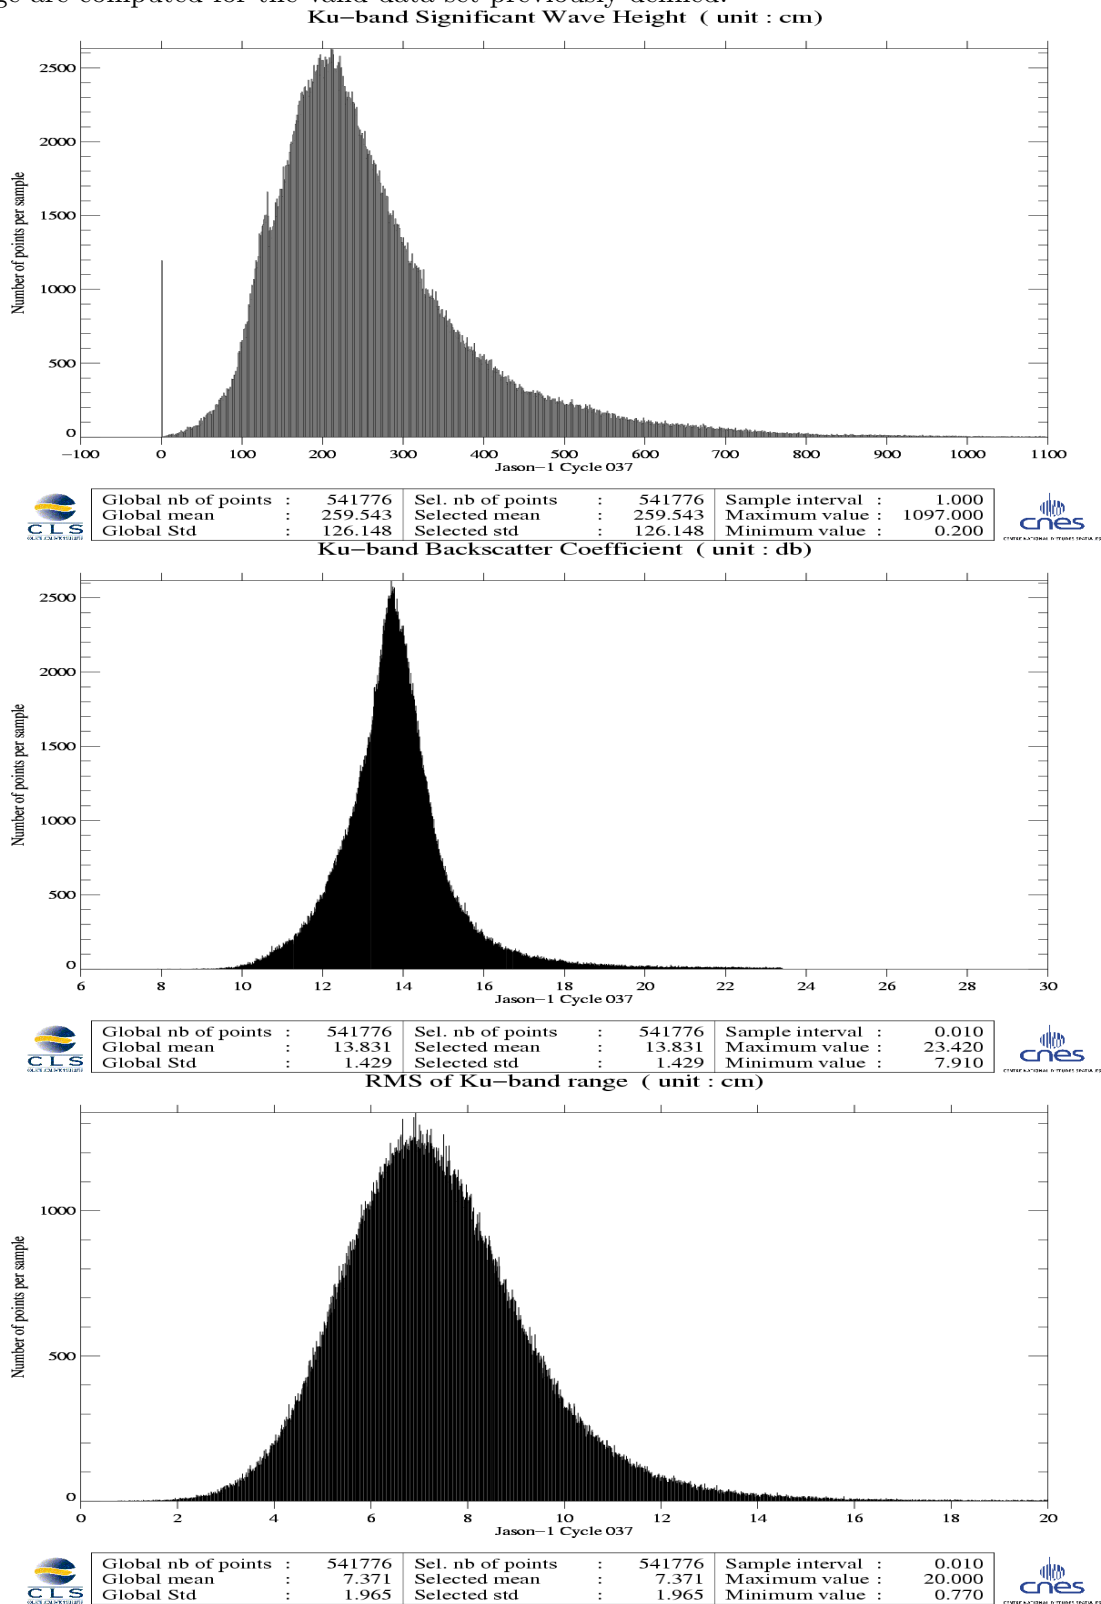 ge are computed for the valid data set previously defined.
Ku−band Significant Wave Height ( unit : cm)
2500
2000
1500
1000
500
0
Number of points per sample
−100 0 100 200 300 400 500 600 700 800 900 1000 1100
Jason−1 Cycle 037
Global nb of points : 541776 Sel. nb of points : 541776 Sample interval : 1.000
Global mean : 259.543 Selected mean : 259.543 Maximum value : 1097.000
Global Std : 126.148 Selected std : 126.148 Minimum value : 0.200
CLS
cnes
Ku−band Backscatter Coefficient ( unit : db)
2500
2000
1500
1000
500
0
Number of points per sample
6 8 10 12 14 16 18 20 22 24 26 28 30
Jason−1 Cycle 037
Global nb of points : 541776 Sel. nb of points : 541776 Sample interval : 0.010
Global mean : 13.831 Selected mean : 13.831 Maximum value : 23.420
Global Std : 1.429 Selected std : 1.429 Minimum value : 7.910
CLS
cnes
RMS of Ku−band range ( unit : cm)
1000
500
0
Number of points per sample
0 2 4 6 8 10 12 14 16 18 20
Jason−1 Cycle 037
Global nb of points : 541776 Sel. nb of points : 541776 Sample interval : 0.010
Global mean : 7.371 Selected mean : 7.371 Maximum value : 20.000
Global Std : 1.965 Selected std : 1.965 Minimum value : 0.770
CLS
cnes